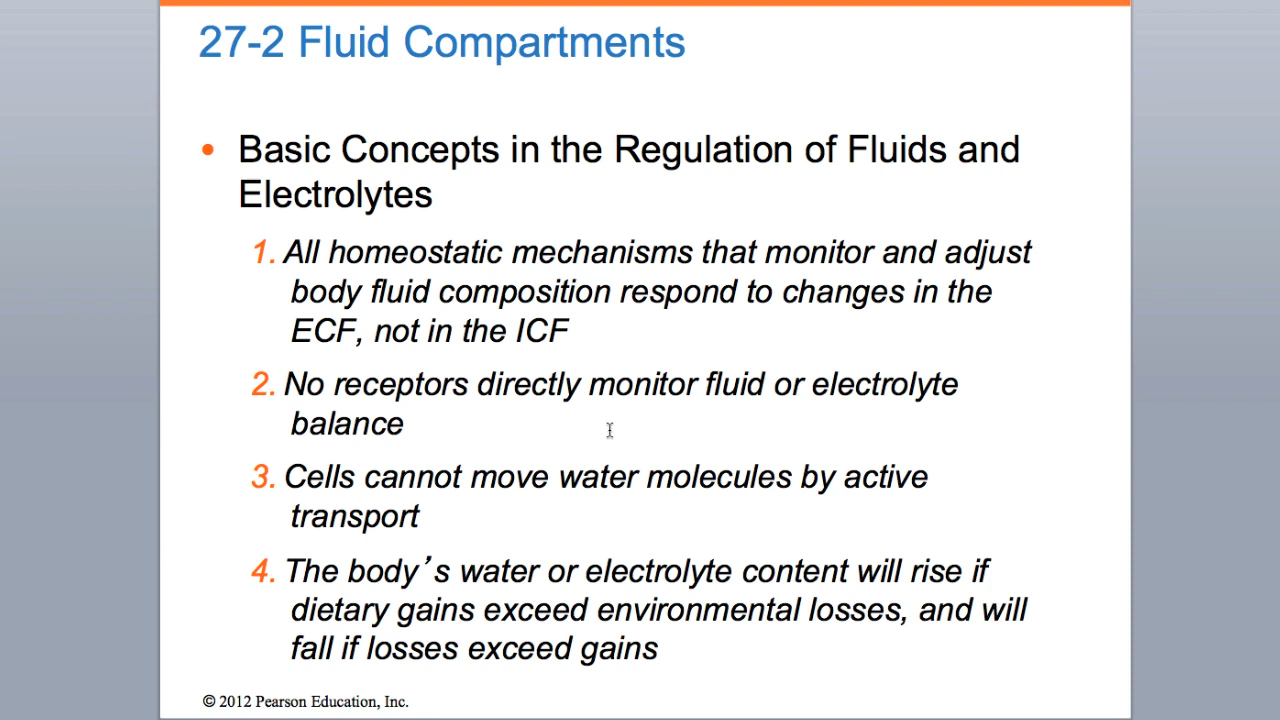 27-2 Fluid Compartments
• Basic Concepts in the Regulation of Fluids and
Electrolytes
1. All homeostatic mechanisms that monitor and adjust
body fluid composition respond to changes in the
ECF, not in the ICF
2. No receptors directly monitor fluid or electrolyte
balance
3. Cells cannot move water molecules by active
transport
4. The body’s water or electrolyte content will rise if
dietary gains exceed environmental losses, and will
fall if losses exceed gains
© 2012 Pearson Education, Inc.